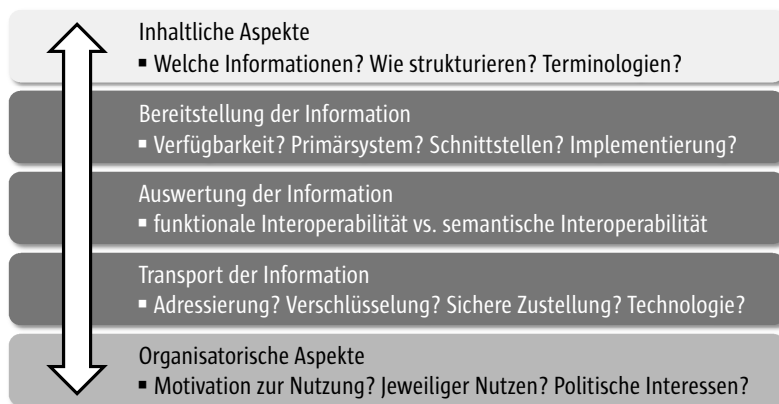 Inhaltliche Aspekte
▪ Welche Informationen? Wie strukturieren? Terminologien?
Bereitstellung der Information
▪ Verfügbarkeit? Primärsystem? Schnittstellen? Implementierung?
Auswertung der Information
▪ funktionale Interoperabilität vs. semantische Interoperabilität
Transport der Information
▪ Adressierung? Verschlüsselung? Sichere Zustellung? Technologie?
Organisatorische Aspekte
▪ Motivation zur Nutzung? Jeweiliger Nutzen? Politische Interessen?